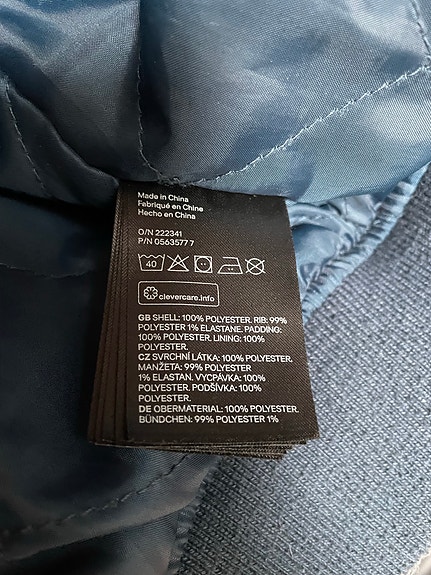 Made in China
Fabriqué en Chine
Hecho en China
O/N 222341
P/N 0563577 7
40
clevercare.info
GB SHELL: 100% POLYESTER. RIB: 99%
POLYESTER 1% ELASTANE. PADDING:
100% POLYESTER. LINING: 100%
POLYESTER.
CZ SVRCHNÍ LÁTKA: 100% POLYESTER.
MANŽETA: 99% POLYESTER
1% ELASTAN. VYCPÁVKA: 100%
POLYESTER. PODŠÍVKA: 100%
POLYESTER.
DE OBERMATERIAL: 100% POLYESTER.
BÜNDCHEN: 99% POLYESTER 1%